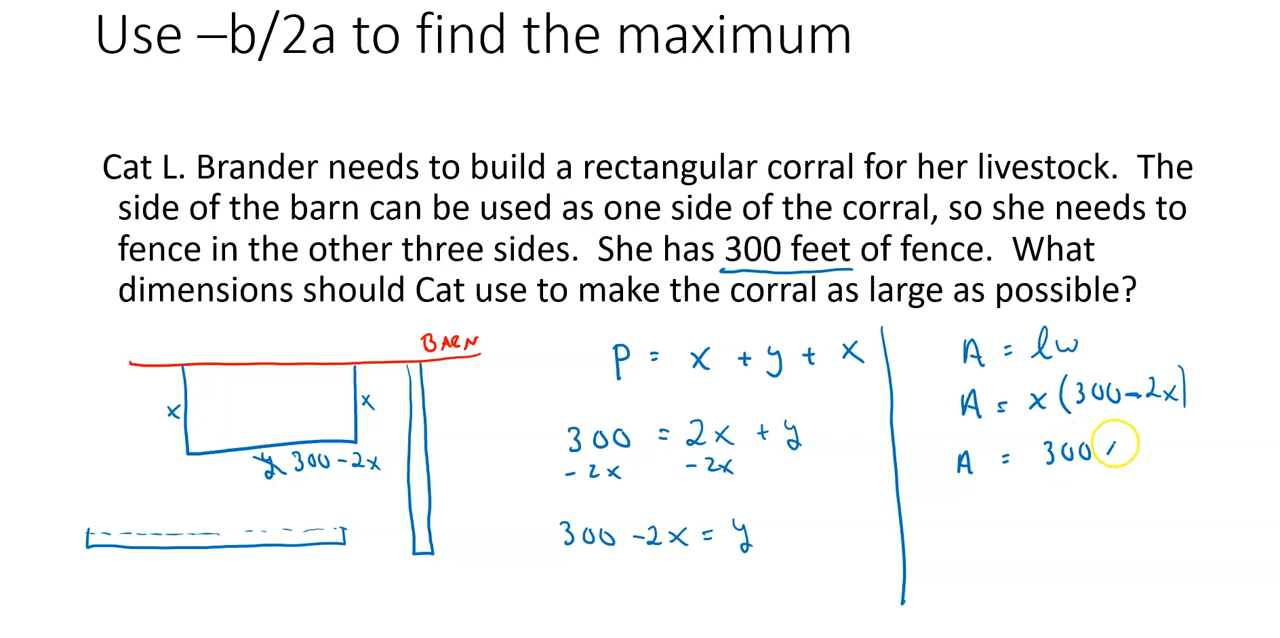 Use –b/2a to find the maximum
Cat L. Brander needs to build a rectangular corral for her livestock. The
side of the barn can be used as one side of the corral, so she needs to
fence in the other three sides. She has 300 feet of fence. What
dimensions should Cat use to make the corral as large as possible?
BARN
x
x
y 300-2x
P = x + y + x
300 = 2x + y
-2x -2x
300 -2x = y
A = lw
A = x(300-2x)
A = 300